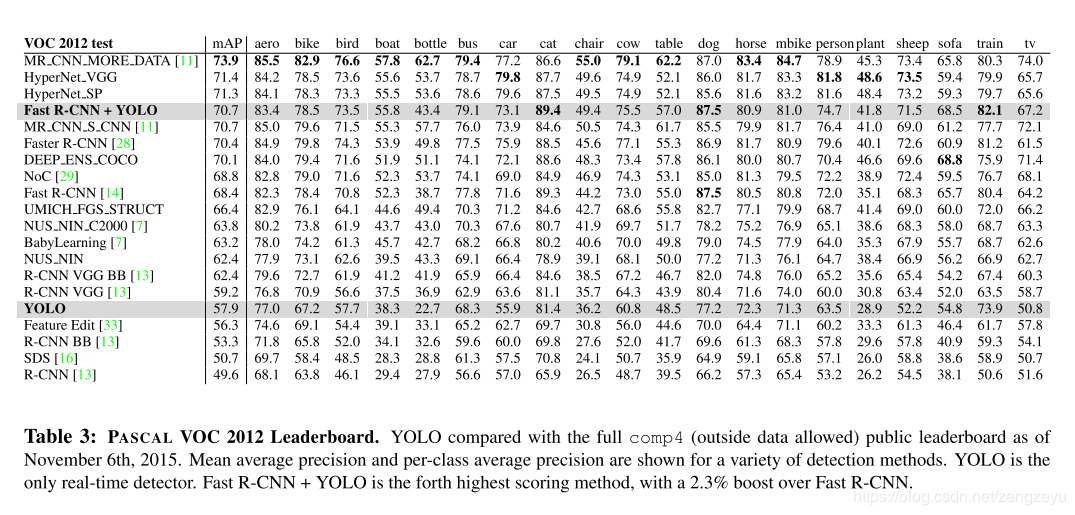 VOC 2012 test mAP aero bike bird boat bottle bus car cat chair cow table dog horse mbike person plant sheep sofa train tv
MR_CNN_MORE_DATA [11] 73.9 85.5 82.9 76.6 57.8 62.7 79.4 77.2 86.6 55.0 79.1 62.2 87.0 83.4 84.7 78.9 45.3 73.4 65.8 80.3 74.0
HyperNet_VGG 71.4 84.2 78.5 73.6 55.6 53.7 78.7 79.8 87.7 49.6 74.9 52.1 86.0 81.7 83.3 81.8 48.6 73.5 59.4 79.9 65.7
HyperNet_SP 71.3 84.1 78.3 73.3 55.5 53.6 78.6 79.6 87.5 49.5 74.9 52.1 85.6 81.6 83.2 81.6 48.4 73.2 59.3 79.7 65.6
Fast R-CNN + YOLO 70.7 83.4 78.5 73.5 55.8 43.4 79.1 73.1 89.4 49.4 75.5 57.0 87.5 80.9 81.0 74.7 41.8 71.5 68.5 82.1 67.2
MR_CNN_S_CNN [11] 70.7 85.0 79.6 71.5 55.3 57.7 76.0 73.9 84.6 50.5 74.3 61.7 85.5 79.9 81.7 76.4 41.0 69.0 61.2 77.7 72.1
Faster R-CNN [28] 70.4 84.9 79.8 74.3 53.9 49.8 77.5 75.9 88.5 45.6 77.1 55.3 86.9 81.7 80.9 79.6 40.1 72.6 60.9 81.2 61.5
DEEP_ENS_COCO 70.1 84.0 79.4 71.6 51.9 51.1 74.1 72.1 88.6 48.3 73.4 57.8 86.1 80.0 80.7 70.4 46.6 69.6 68.8 75.9 71.4
NoC [29] 68.8 82.8 79.0 71.6 52.3 53.7 74.1 69.0 84.9 46.9 74.3 53.1 85.0 81.3 79.5 72.2 38.9 72.4 59.5 76.7 68.1
Fast R-CNN [14] 68.4 82.3 78.4 70.8 52.3 38.7 77.8 71.6 89.3 44.2 73.0 55.0 87.5 80.5 80.8 72.0 35.1 68.3 65.7 80.4 64.2
UMICH_FGS_STRUCT 66.4 82.9 76.1 64.1 44.6 49.4 70.3 71.2 84.6 42.7 68.6 55.8 82.7 77.1 79.9 68.7 41.4 69.0 60.0 72.0 66.2
NUS_NIN_C2000 [7] 63.8 80.2 73.8 61.9 43.7 43.0 70.3 67.6 80.7 41.9 69.7 51.7 78.2 75.2 76.9 65.1 38.6 68.3 58.0 68.7 63.3
BabyLearning [7] 63.2 78.0 74.2 61.3 45.7 42.7 68.2 66.8 80.2 40.6 70.0 49.8 79.0 74.5 77.9 64.0 35.3 67.9 55.7 68.7 62.6
NUS_NIN 62.4 77.9 73.1 62.6 39.5 43.3 69.1 66.4 78.9 39.1 68.1 50.0 77.2 71.3 76.1 64.7 38.4 66.9 56.2 66.9 62.7
R-CNN VGG BB [13] 62.4 79.6 72.7 61.9 41.2 41.9 65.9 66.4 84.6 38.5 67.2 46.7 82.0 74.8 76.0 65.2 35.6 65.4 54.2 67.4 60.3
R-CNN VGG [13] 59.2 76.8 70.9 56.6 37.5 36.9 62.9 63.6 81.1 35.7 64.3 43.9 80.4 71.6 74.0 60.0 30.8 63.4 52.0 63.5 58.7
YOLO 57.9 77.0 67.2 57.7 38.3 22.7 68.3 55.9 81.4 36.2 60.8 48.5 77.2 72.3 71.3 63.5 28.9 52.2 54.8 73.9 50.8
Feature Edit [33] 56.3 74.6 69.1 54.4 39.1 33.1 65.2 62.7 69.7 30.8 56.0 44.6 70.0 64.4 71.1 60.2 33.3 61.3 46.4 61.7 57.8
R-CNN BB [13] 53.3 71.8 65.8 52.0 34.1 32.6 59.6 60.0 69.8 27.6 52.0 41.7 69.6 61.3 68.3 57.8 29.6 57.8 40.9 59.3 54.1
SDS [16] 50.7 69.7 58.4 48.5 28.3 28.8 61.3 57.5 70.8 24.1 50.7 35.9 64.9 59.1 65.8 57.1 26.0 58.8 38.6 58.9 50.7
R-CNN [13] 49.6 68.1 63.8 46.1 29.4 27.9 56.6 57.0 65.9 26.5 48.7 39.5 66.2 57.3 65.4 53.2 26.2 54.5 38.1 50.6 51.6
Table 3: PASCAL VOC 2012 Leaderboard. YOLO compared with the full comp4 (outside data allowed) public leaderboard as of
November 6th, 2015. Mean average precision and per-class average precision are shown for a variety of detection methods. YOLO is the
only real-time detector. Fast R-CNN + YOLO is the forth highest scoring method, with a 2.3% boost over Fast R-CNN.
https://blog.csdn.net/zengzeyu